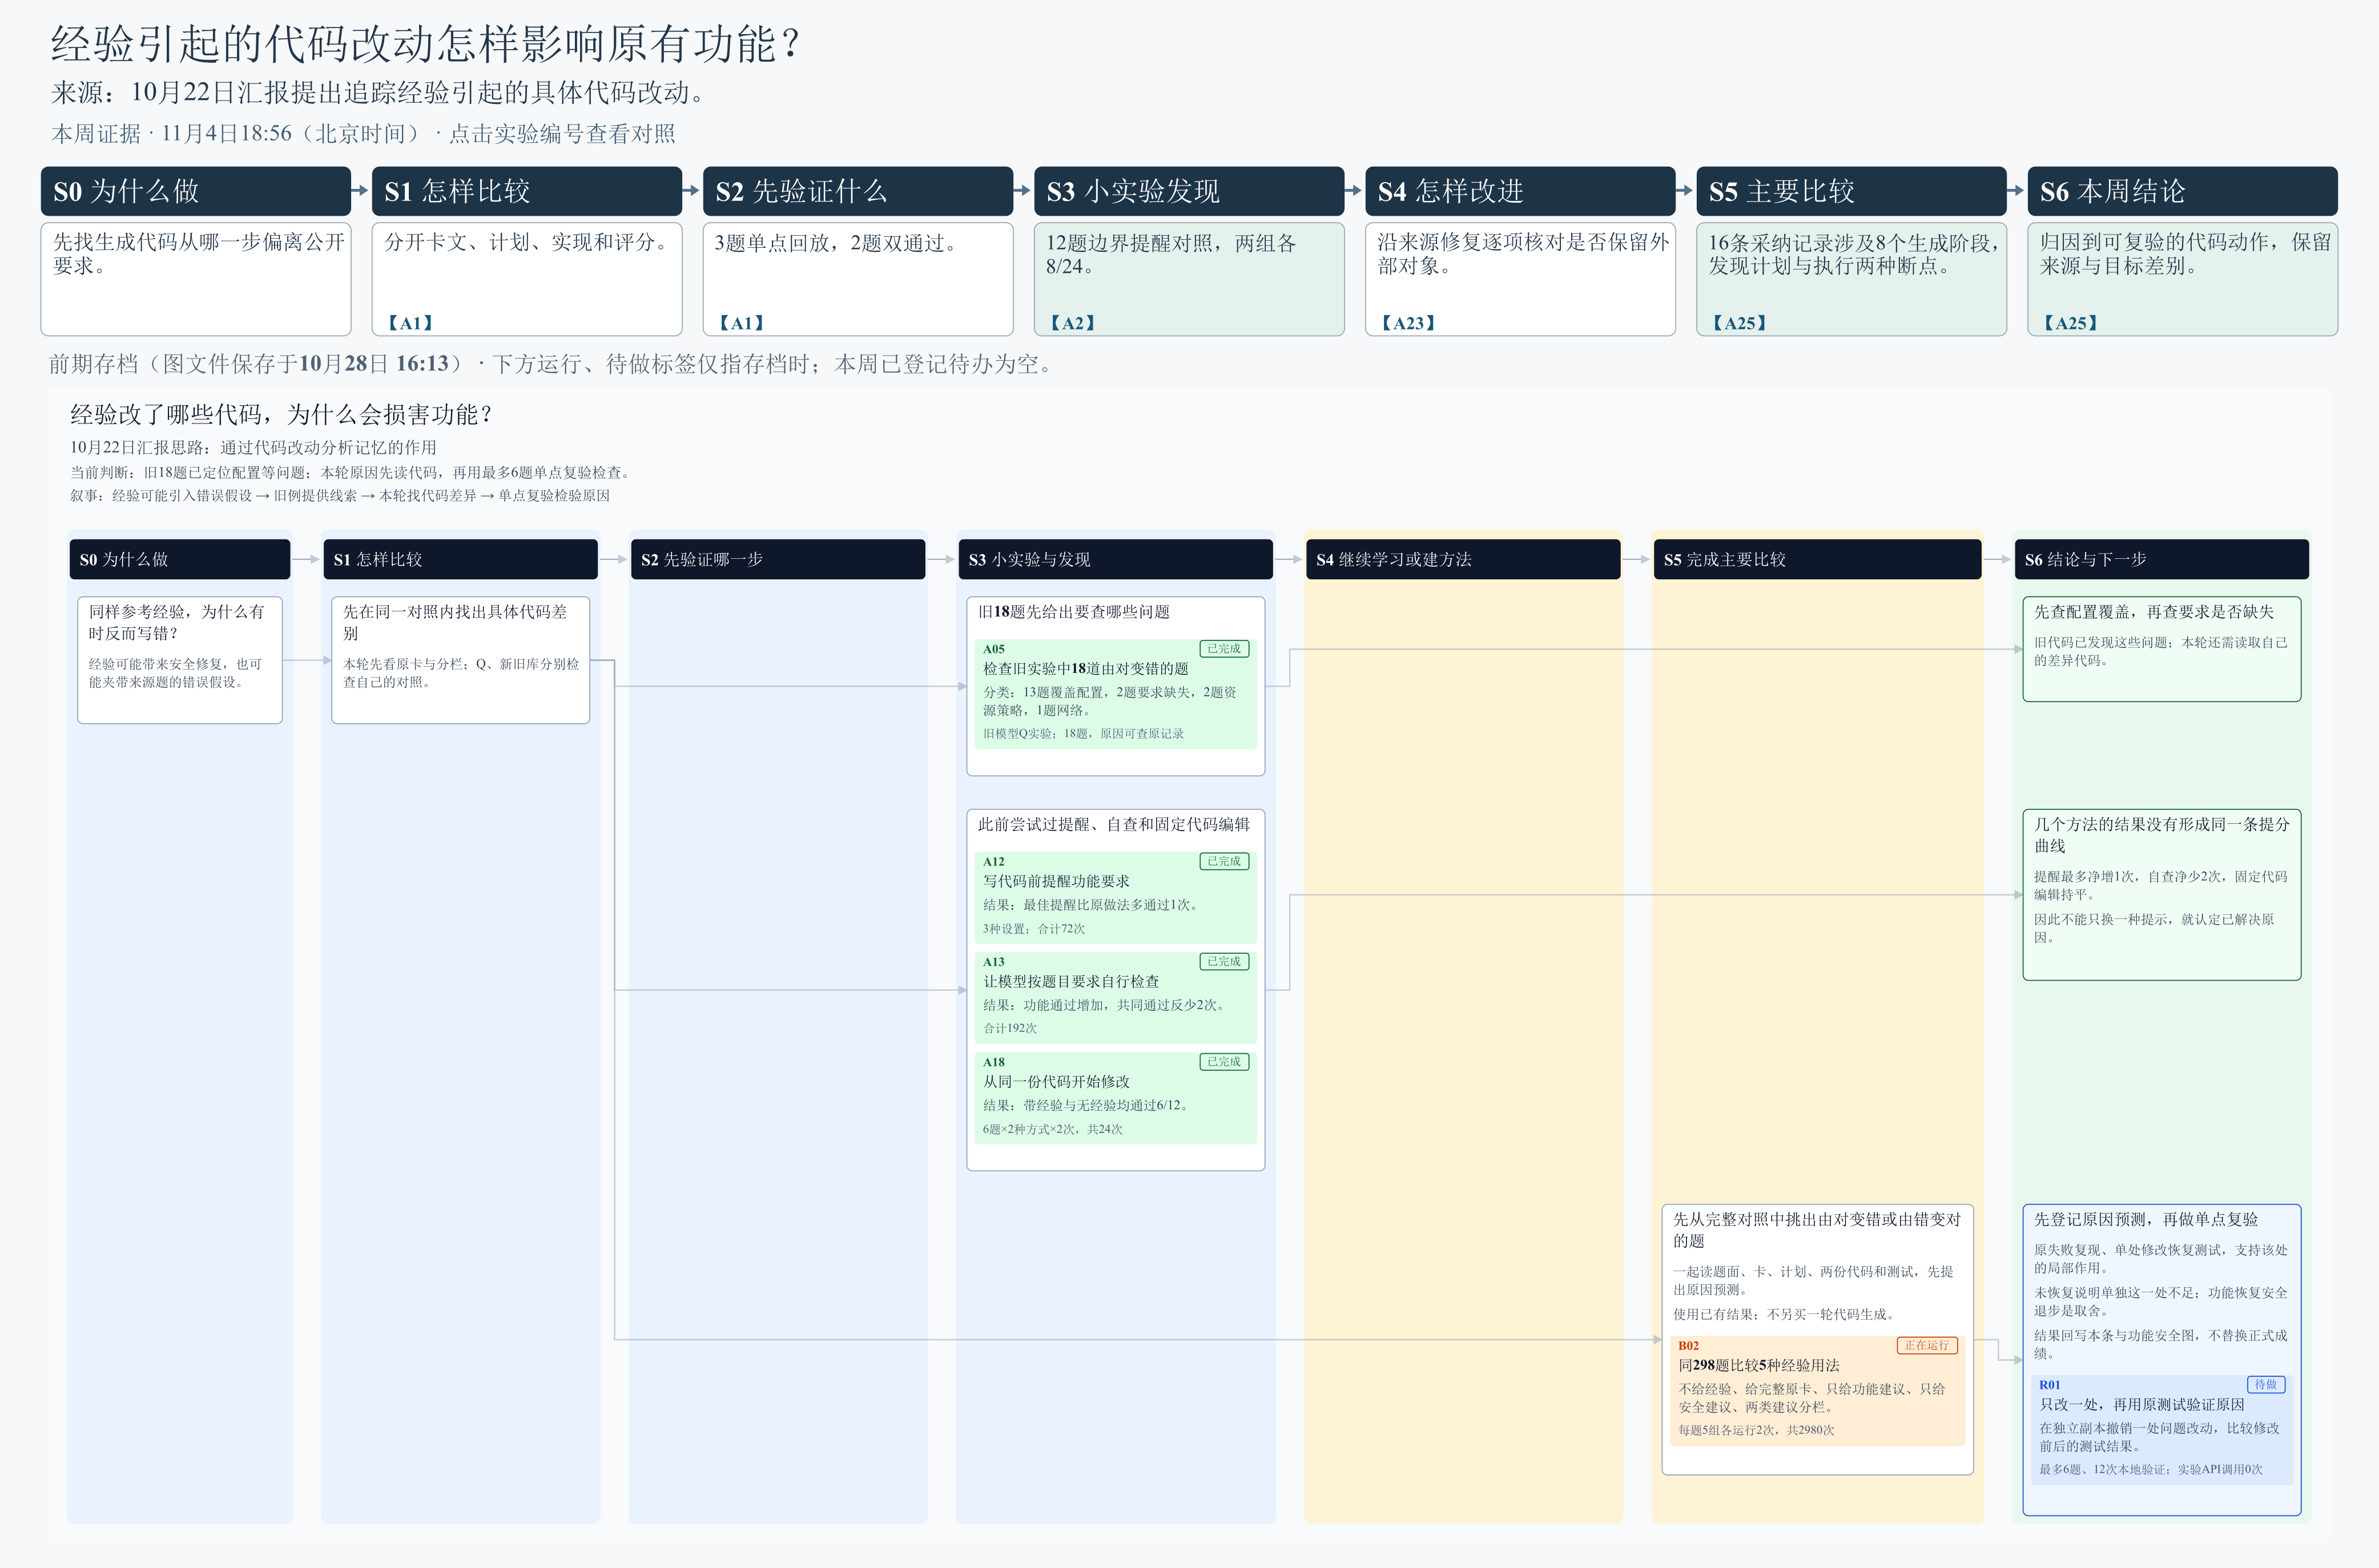 经验引起的代码改动怎样影响原有功能？
来源：10月22日汇报提出追踪经验引起的具体代码改动。
本周证据 · 11月4日18:56（北京时间） · 点击实验编号查看对照
S0 为什么做
先找生成代码从哪一步偏离公开
要求。
S1 怎样比较
分开卡文、计划、实现和评分。
【A1】
S2 先验证什么
3题单点回放，2题双通过。
【A1】
S3 小实验发现
12题边界提醒对照，两组各
8/24。
【A2】
S4 怎样改进
沿来源修复逐项核对是否保留外
部对象。
【A23】
S5 主要比较
16条采纳记录涉及8个生成阶段，
发现计划与执行两种断点。
【A25】
S6 本周结论
归因到可复验的代码动作，保留
来源与目标差别。
【A25】
前期存档（图文件保存于10月28日 16:13） · 下方运行、待做标签仅指存档时；本周已登记待办为空。
经验改了哪些代码，为什么会损害功能？
10月22日汇报思路：通过代码改动分析记忆的作用
当前判断：旧18题已定位配置等问题；本轮原因先读代码，再用最多6题单点复验检查。
叙事：经验可能引入错误假设 → 旧例提供线索 → 本轮找代码差异 → 单点复验检验原因
S0 为什么做
同样参考经验，为什么有
时反而写错？
经验可能带来安全修复，也可
能夹带来源题的错误假设。
S1 怎样比较
先在同一对照内找出具体代码差
别
本轮先看原卡与分栏；Q、新旧库分别检
查自己的对照。
S2 先验证哪一步
S3 小实验与发现
旧18题先给出要查哪些问题
A05
已完成
检查旧实验中18道由对变错的题
分类：13题覆盖配置，2题要求缺失，2题资
源策略，1题网络。
旧模型Q实验；18题，原因可查原记录
此前尝试过提醒、自查和固定代码编辑
A12
已完成
写代码前提醒功能要求
结果：最佳提醒比原做法多通过1次。
3种设置；合计72次
A13
已完成
让模型按题目要求自行检查
结果：功能通过增加，共同通过反少2次。
合计192次
A18
已完成
从同一份代码开始修改
结果：带经验与无经验均通过6/12。
6题×2种方式×2次，共24次
S4 继续学习或建方法
S5 完成主要比较
先从完整对照中挑出由对变错或由错变对
的题
一起读题面、卡、计划、两份代码和测试，先提
出原因预测。
使用已有结果；不另买一轮代码生成。
B02
正在运行
同298题比较5种经验用法
不给经验、给完整原卡、只给功能建议、只给
安全建议、两类建议分栏。
每题5组各运行2次，共2980次
S6 结论与下一步
先查配置覆盖，再查要求是否缺失
旧代码已发现这些问题；本轮还需读取自己
的差异代码。
几个方法的结果没有形成同一条提分
曲线
提醒最多净增1次，自查净少2次，固定代码
编辑持平。
因此不能只换一种提示，就认定已解决原
因。
先登记原因预测，再做单点复验
原失败复现、单处修改恢复测试，支持该处
的局部作用。
未恢复说明单独这一处不足；功能恢复安全
退步是取舍。
结果回写本条与功能安全图，不替换正式成
绩。
R01
待做
只改一处，再用原测试验证原因
在独立副本撤销一处问题改动，比较修改
前后的测试结果。
最多6题、12次本地验证；实验API调用0次